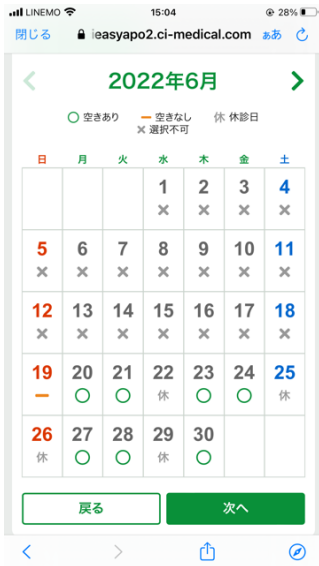 LINEMO 15:04 28%
閉じる easyapo2.ci-medical.com ぁあ
2022年6月
空きあり 空きなし 休 休診日
選択不可
日 月 火 水 木 金 土
1 2 3 4
5 6 7 8 9 10 11
12 13 14 15 16 17 18
19 20 21 22 23 24 25
休 休
26 27 28 29 30
休 休
戻る 次へ